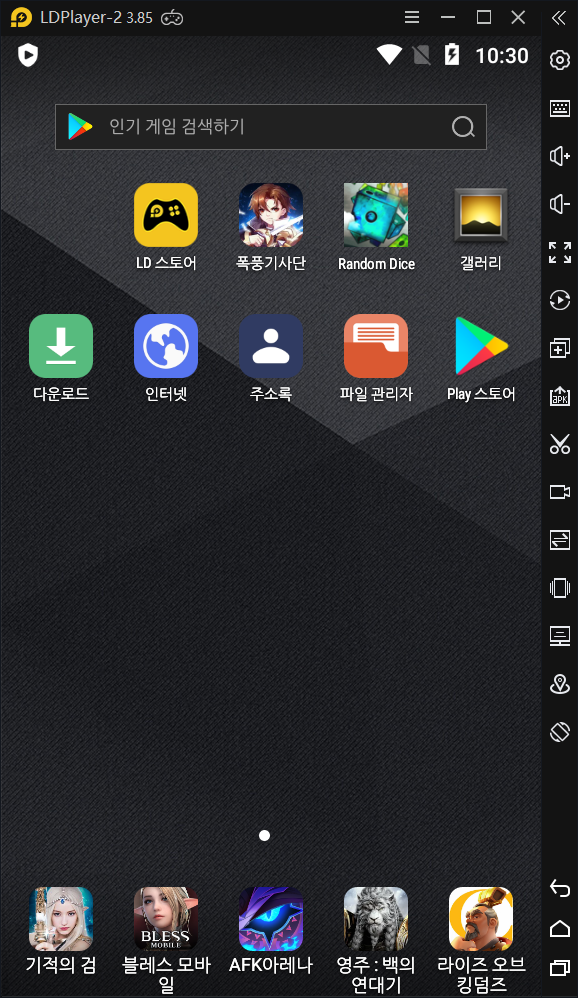 LDPlayer-2 3.85
10:30
인기 게임 검색하기
LD 스토어
폭풍기사단
Random Dice
갤러리
다운로드
인터넷
주소록
파일 관리자
Play 스토어
BLESS
MOBILE
기적의 검
블레스 모바
일
AFK아레나
영주 : 백의
연대기
라이즈 오브
킹덤즈
APK